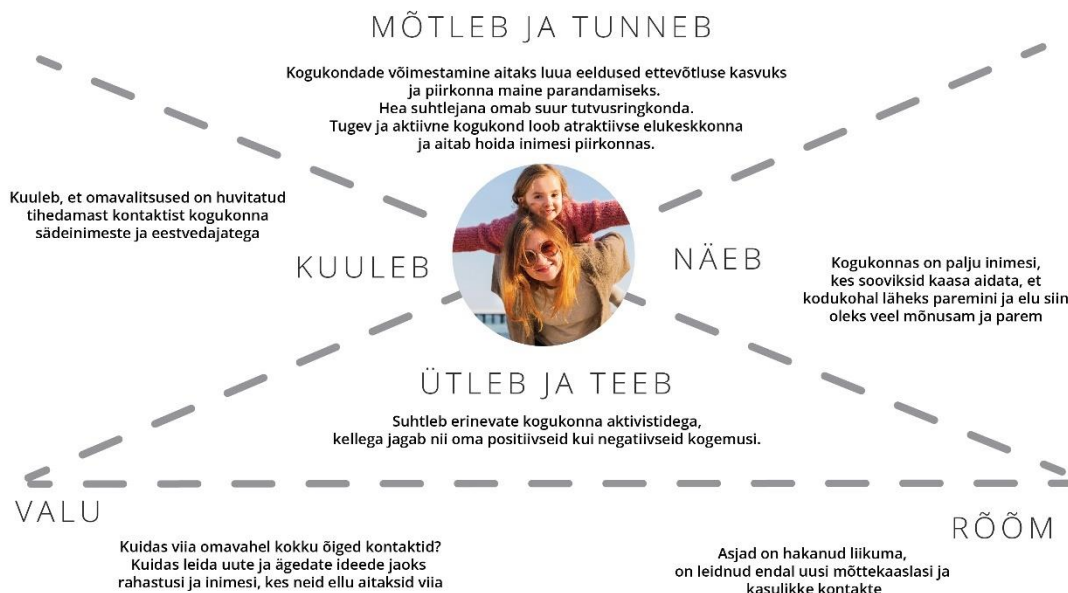 MÕTLEB JA TUNNEB
Kogukondade võimestamine aitaks luua eeldused ettevõtluse kasvuks
ja piirkonna maine parandamiseks.
Hea suhtlejana omab suur tutvusringkonda.
Tugev ja aktiivne kogukond loob atraktiivse elukeskkonna
ja aitab hoida inimesi piirkonnas.
Kuuleb, et omavalitsused on huvitatud
tihedamast kontaktist kogukonna
sädeinimeste ja eestvedajatega
KUULEB
NÄEB
Kogukonnas on palju inimesi,
kes sooviksid kaasa aidata, et
kodukohal läheks paremini ja elu siin
oleks veel mõnusam ja parem
ÜTLEB JA TEEB
Suhtleb erinevate kogukonna aktivistidega,
kellega jagab nii oma positiivseid kui negatiivseid kogemusi.
VALU
Kuidas viia omavahel kokku õiged kontaktid?
Kuidas leida uute ja ägedate ideede jaoks
rahastusi ja inimesi, kes neid ellu aitaksid viia
RÕÕM
Asjad on hakanud liikuma,
on leidnud endal uusi mõttekaaslasi ja
kasulikke kontakte